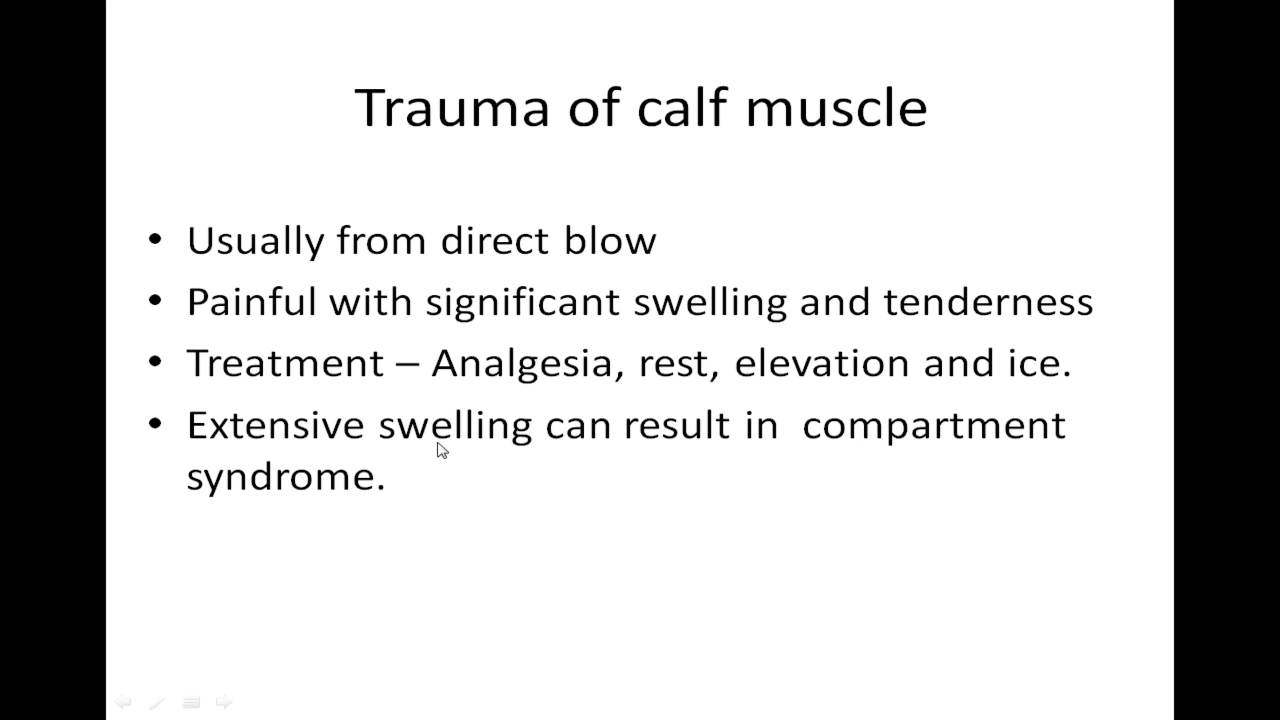 Trauma of calf muscle
• Usually from direct blow
• Painful with significant swelling and tenderness
• Treatment – Analgesia, rest, elevation and ice.
• Extensive swelling can result in  compartment
syndrome.